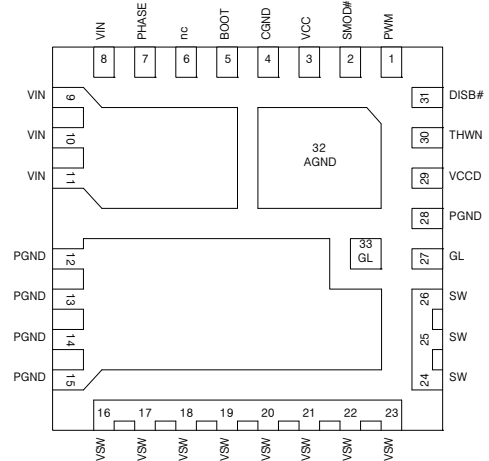 VIN
PHASE
nc
BOOT
CGND
VCC
SMOD#
PWM
8
7
6
5
4
3
2
1
VIN
9
VIN
10
VIN
11
PGND
12
PGND
13
PGND
14
PGND
15
32
AGND
33
GL
31
DISB#
30
THWN
29
VCCD
28
PGND
27
GL
26
SW
25
SW
24
SW
16
17
18
19
20
21
22
23
VSW
VSW
VSW
VSW
VSW
VSW
VSW
VSW